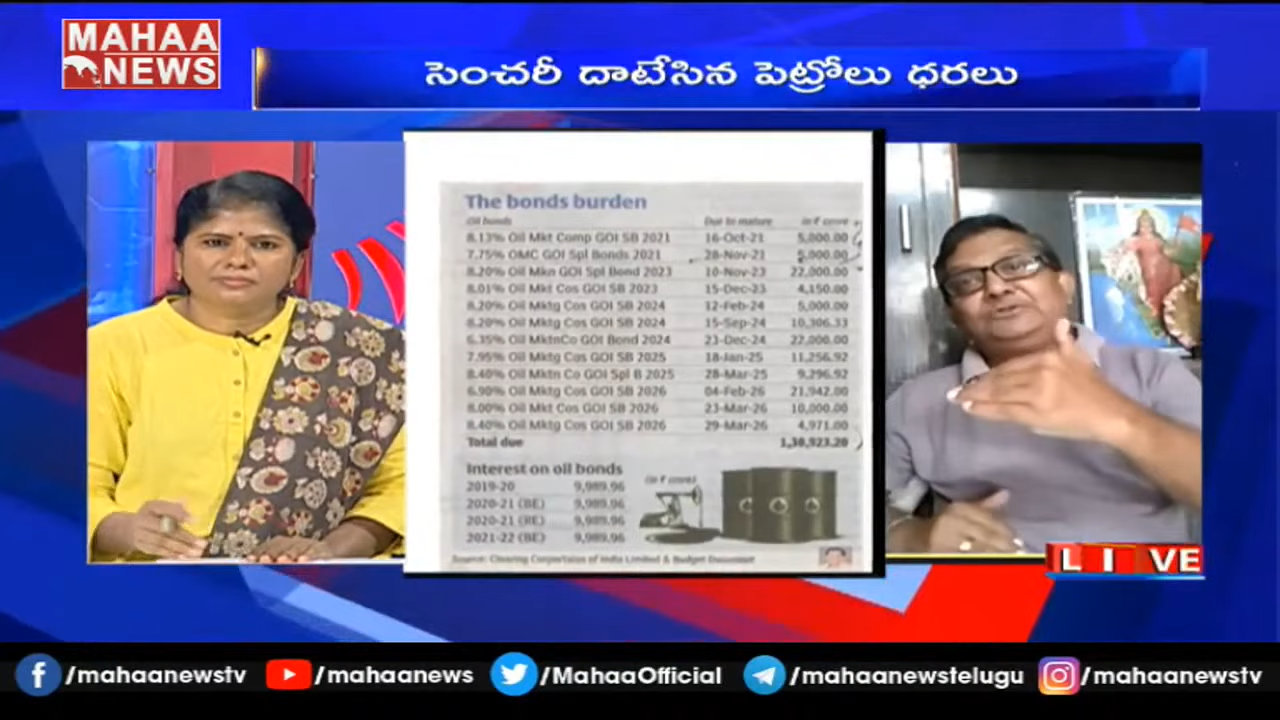 MAHAA
NEWS
సెంచరీ దాటేసిన పెట్రోలు ధరలు
The bonds burden
Oil bonds Due to mature in ₹ crore
8.13% Oil Mkt Comp GOI SB 2021 16-Oct-21 5,000.00
7.75% OMC GOI Spl Bonds 2021 28-Nov-21 5,000.00
8.20% Oil Mkn GOI Spl Bond 2023 10-Nov-23 22,000.00
8.01% Oil Mkt Cos GOI SB 2023 15-Dec-23 4,150.00
8.20% Oil Mktg Cos GOI SB 2024 12-Feb-24 5,000.00
8.20% Oil Mktg Cos GOI SB 2024 15-Sep-24 10,306.33
6.35% Oil MktnCo GOI Bond 2024 23-Dec-24 22,000.00
7.95% Oil Mktg Cos GOI SB 2025 18-Jan-25 11,256.92
8.40% Oil Mktn Co GOI Spl B 2025 28-Mar-25 9,296.92
6.90% Oil Mktg Cos GOI SB 2026 04-Feb-26 21,942.00
8.00% Oil Mkt Cos GOI SB 2026 23-Mar-26 10,000.00
8.40% Oil Mktg Cos GOI SB 2026 29-Mar-26 4,971.00
Total due 1,30,923.20
Interest on oil bonds
(in ₹ crore)
2019-20 9,989.96
2020-21 (BE) 9,989.96
2020-21 (RE) 9,989.96
2021-22 (BE) 9,989.96
Source: Clearing Corporation of India Limited & Budget Document
LIVE
/mahaanewstv /mahaanews /MahaaOfficial /mahaanewstelugu /mahaanewstv